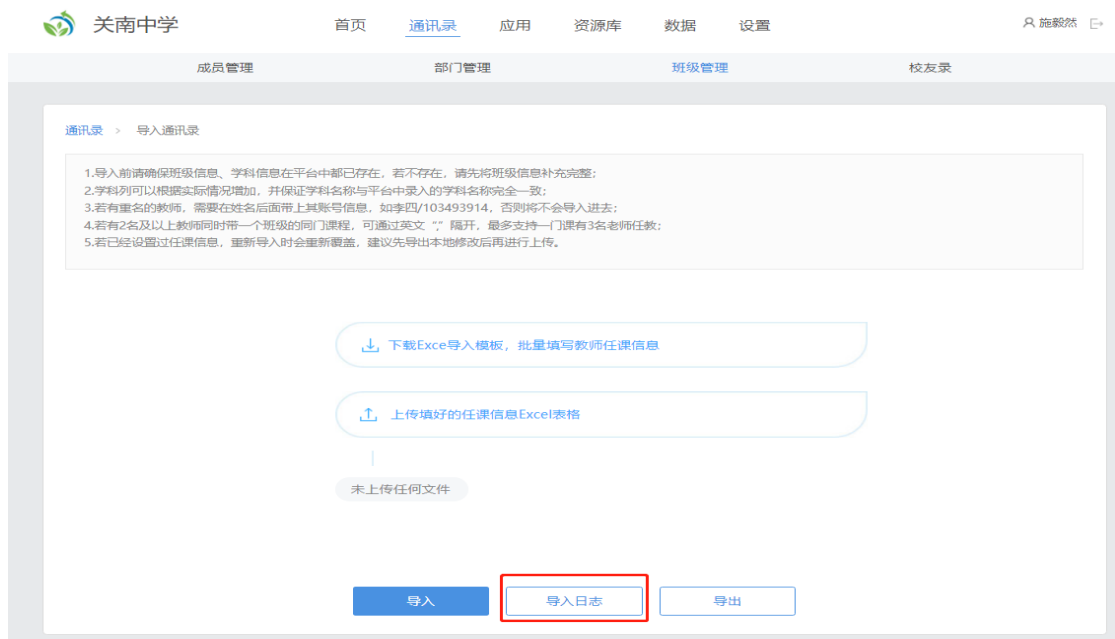 关南中学 首页 通讯录 应用 资源库 数据 设置 施毅然
成员管理 部门管理 班级管理 校友录
通讯录 > 导入通讯录
1.导入前请确保班级信息、学科信息在平台中都已存在，若不存在，请先将班级信息补充完整；
2.学科列可以根据实际情况增加，并保证学科名称与平台中录入的学科名称完全一致；
3.若有重名的教师，需要在姓名后面带上其账号信息，如李四/103493914，否则将不会导入进去；
4.若有2名及以上教师同时带一个班级的同门课程，可通过英文“,”隔开，最多支持一门课有3名老师任教；
5.若已经设置过任课信息，重新导入时会重新覆盖，建议先导出本地修改后再进行上传。
下载Exce导入模板，批量填写教师任课信息
上传填好的任课信息Excel表格
未上传任何文件
导入 导入日志 导出